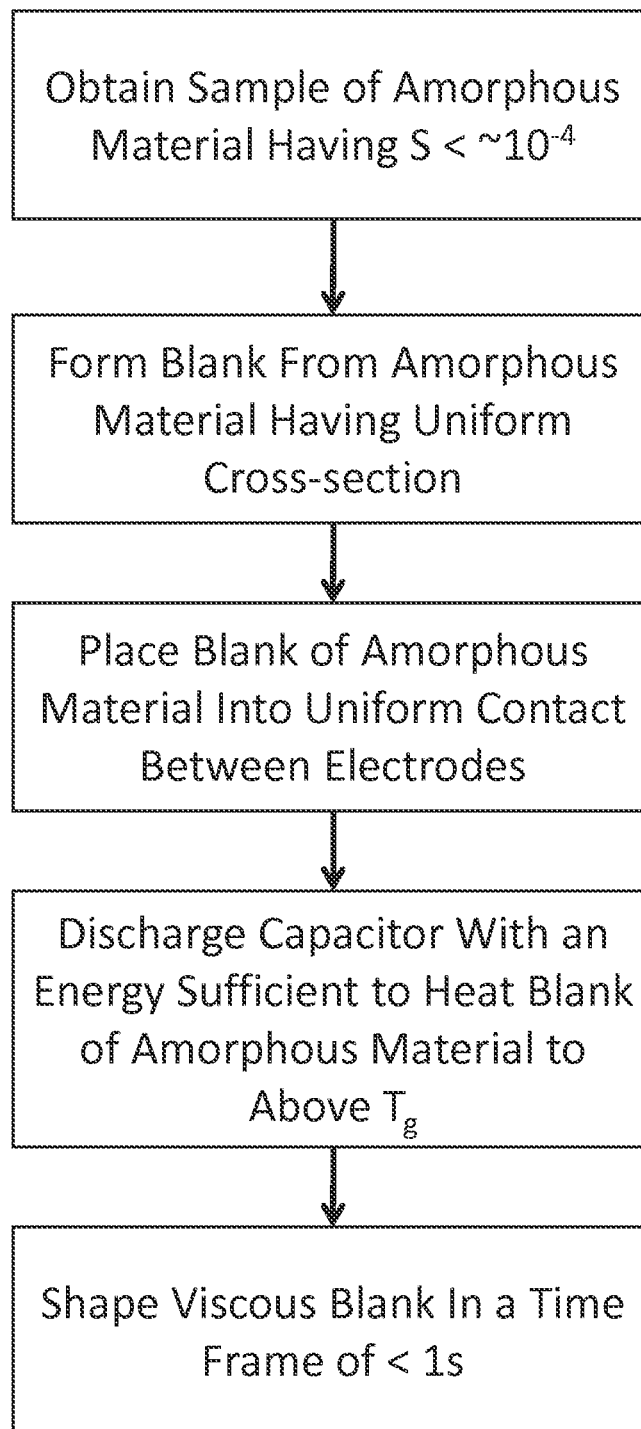 Obtain Sample of Amorphous
Material Having S < ~10⁻⁴
Form Blank From Amorphous
Material Having Uniform
Cross-section
Place Blank of Amorphous
Material Into Uniform Contact
Between Electrodes
Discharge Capacitor With an
Energy Sufficient to Heat Blank
of Amorphous Material to
Above Tg
Shape Viscous Blank In a Time
Frame of < 1s